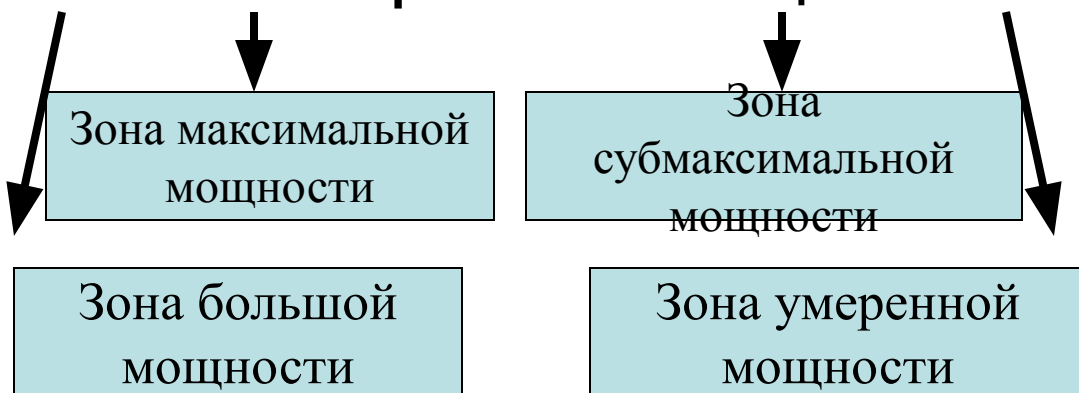 Зона максимальной
мощности
Зона
субмаксимальной
мощности
Зона большой
мощности
Зона умеренной
мощности